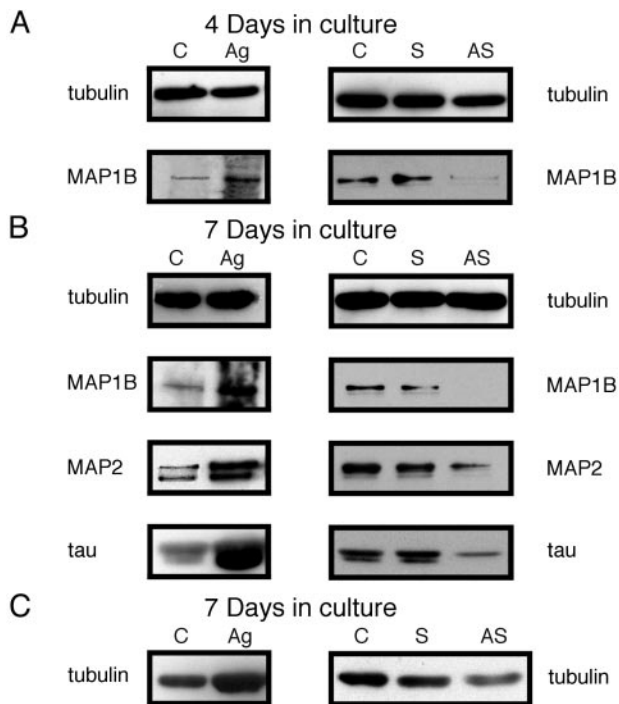 A 4 Days in culture
C Ag C S AS
tubulin tubulin
MAP1B MAP1B
B 7 Days in culture
C Ag C S AS
tubulin tubulin
MAP1B MAP1B
MAP2 MAP2
tau tau
C 7 Days in culture
C Ag C S AS
tubulin tubulin